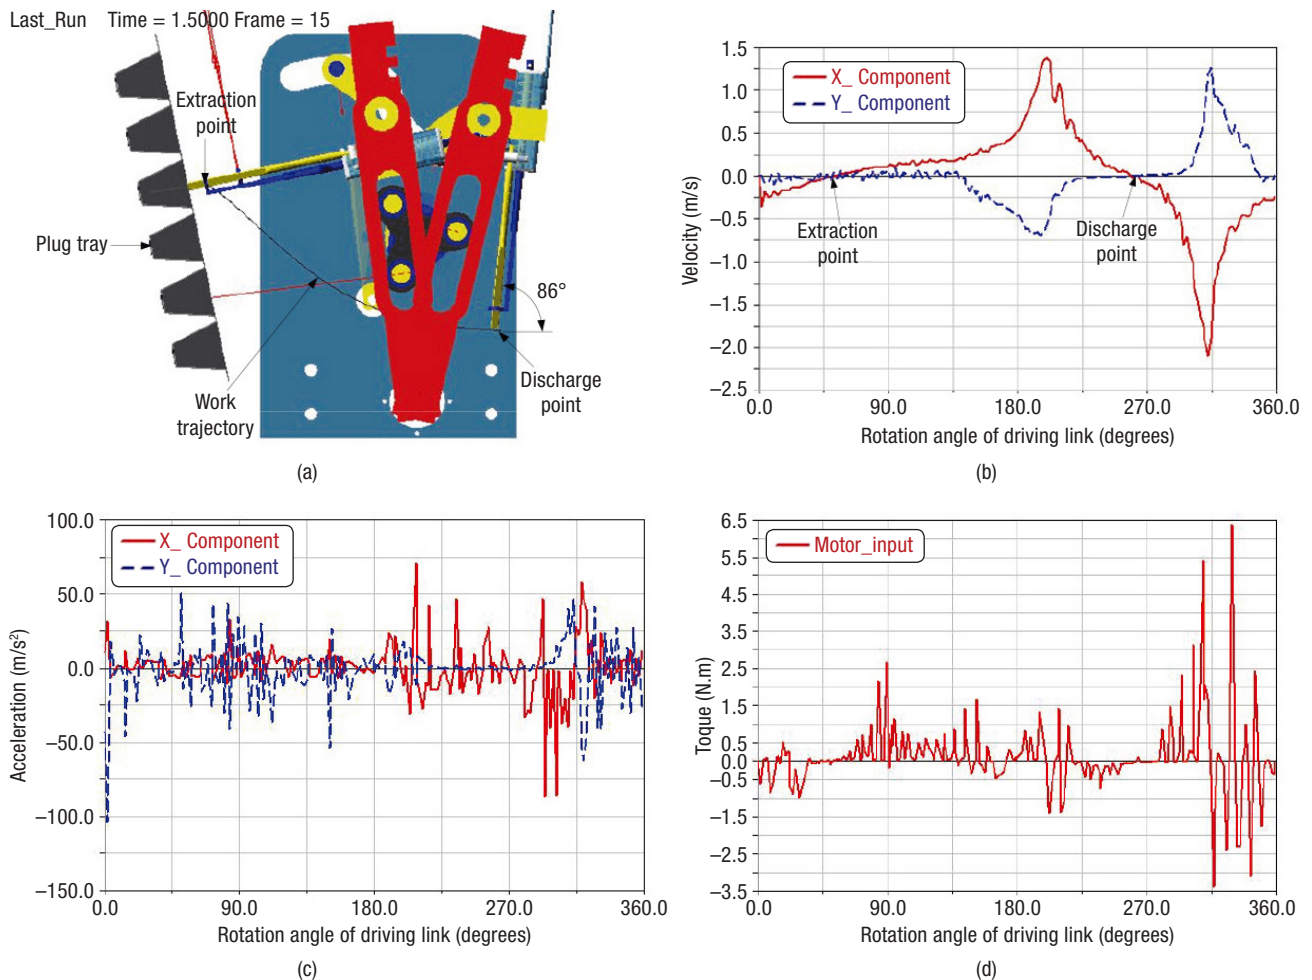 Last_Run Time = 1.5000 Frame = 15
Extraction
point
Plug tray
86°
Work
trajectory
Discharge
point
(a)
1.5
1.0
0.5
0.0
−0.5
−1.0
−1.5
−2.0
−2.5
Velocity (m/s)
X_ Component
Y_ Component
Extraction
point
Discharge
point
0.0 90.0 180.0 270.0 360.0
Rotation angle of driving link (degrees)
(b)
100.0
50.0
0.0
−50.0
−100.0
−150.0
Acceleration (m/s²)
X_ Component
Y_ Component
0.0 90.0 180.0 270.0 360.0
Rotation angle of driving link (degrees)
(c)
6.5
5.5
4.5
3.5
2.5
1.5
0.5
0.0
−0.5
−1.5
−2.5
−3.5
Toque (N.m)
Motor_input
0.0 90.0 180.0 270.0 360.0
Rotation angle of driving link (degrees)
(d)